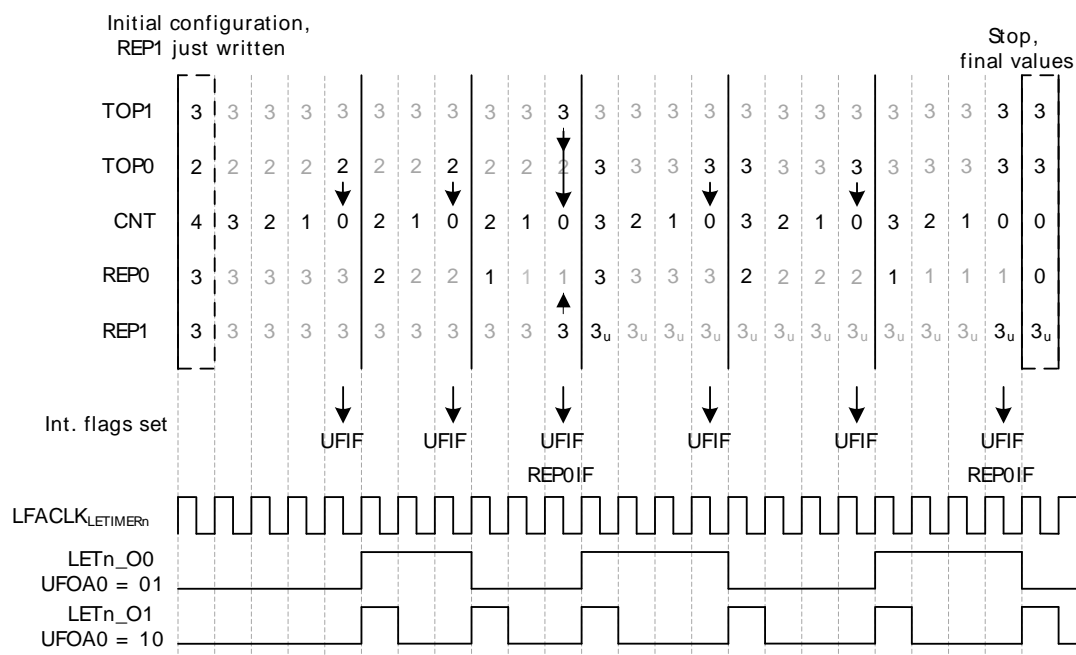 Initial configuration,
REP1 just written
Stop,
final values
TOP1 3 3 3 3 3 3 3 3 3 3 3 3 3 3 3 3 3 3 3 3 3 3 3 3
TOP0 2 2 2 2 2 2 2 2 2 2 2 3 3 3 3 3 3 3 3 3 3 3 3 3
CNT 4 3 2 1 0 2 1 0 2 1 0 3 2 1 0 3 2 1 0 3 2 1 0 0
REP0 3 3 3 3 3 2 2 2 1 1 1 3 3 3 3 2 2 2 2 1 1 1 1 0
REP1 3 3 3 3 3 3 3 3 3 3 3 3u 3u 3u 3u 3u 3u 3u 3u 3u 3u 3u 3u 3u
Int. flags set
UFIF UFIF UFIF UFIF UFIF UFIF
REP0IF REP0IF
LFACLKLETIMERn
LETn_O0
UFOA0 = 01
LETn_O1
UFOA0 = 10